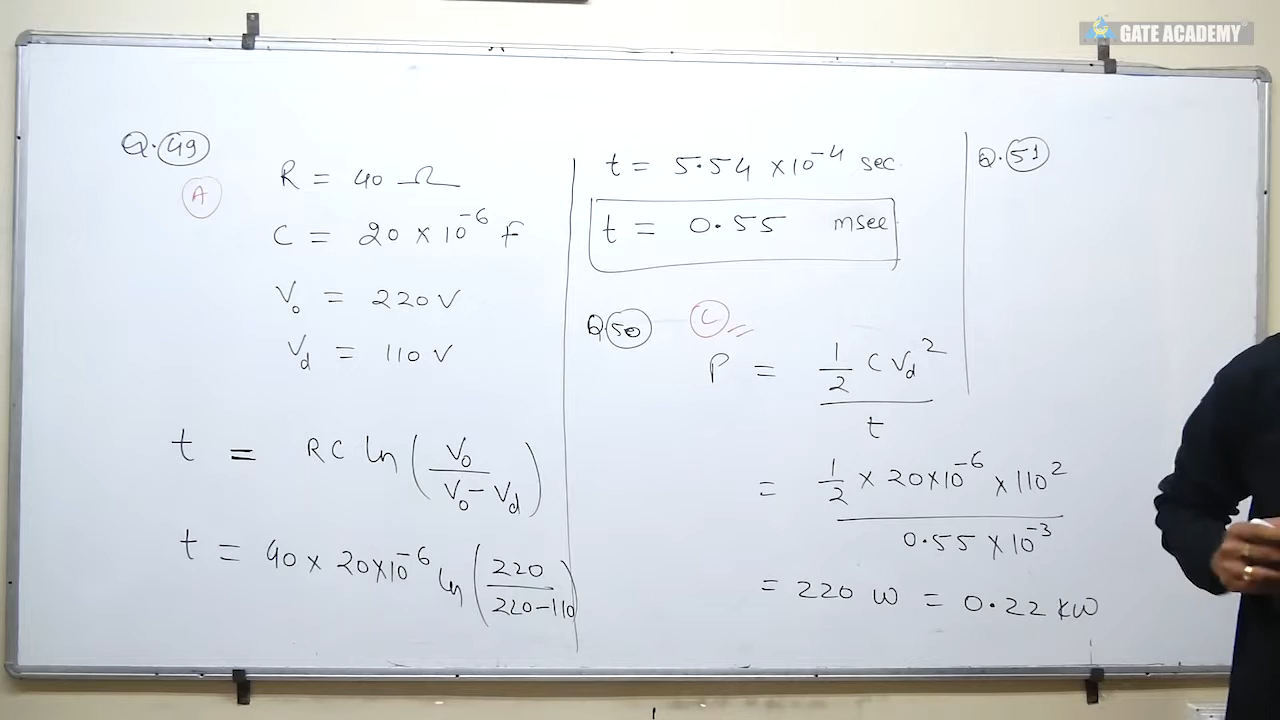 GATE ACADEMY
Q.49
A
R = 40 Ω
C = 20 × 10⁻⁶ F
V₀ = 220V
V_d = 110 V
t = RC ln(V₀/(V₀-V_d))
t = 40 × 20×10⁻⁶ ln(220/(220-110))
t = 5.54 ×10⁻⁴ sec.
t = 0.55 msec
Q 50 C
P = (1/2 C V_d²)/t
= (1/2 × 20×10⁻⁶ × 110²)/(0.55 ×10⁻³)
= 220 W = 0.22 KW
Q.51